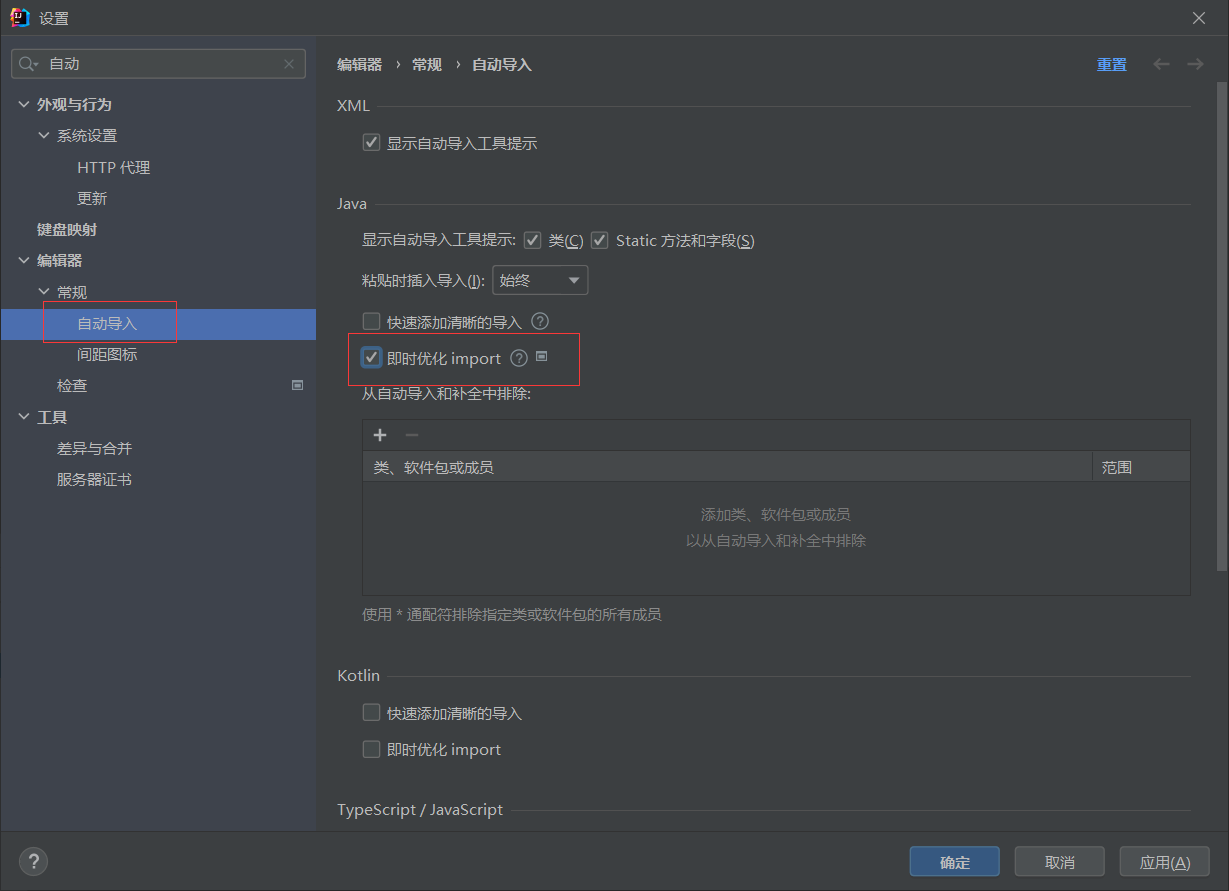 设置
自动
外观与行为
系统设置
HTTP 代理
更新
键盘映射
编辑器
常规
自动导入
间距图标
检查
工具
差异与合并
服务器证书
编辑器 › 常规 › 自动导入
重置
XML
显示自动导入工具提示
Java
显示自动导入工具提示: 类(C) Static 方法和字段(S)
粘贴时插入导入(I): 始终
快速添加清晰的导入 ?
即时优化 import ?
从自动导入和补全中排除:
+ −
类、软件包或成员 范围
添加类、软件包或成员
以从自动导入和补全中排除
使用 * 通配符排除指定类或软件包的所有成员
Kotlin
快速添加清晰的导入
即时优化 import
TypeScript / JavaScript
? 确定 取消 应用(A)